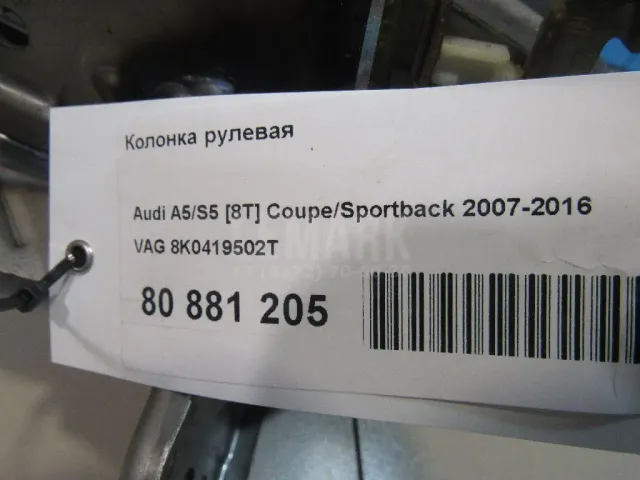 Колонка рулевая
Audi A5/S5 [8T] Coupe/Sportback 2007-2016
VAG 8K0419502T
80 881 205